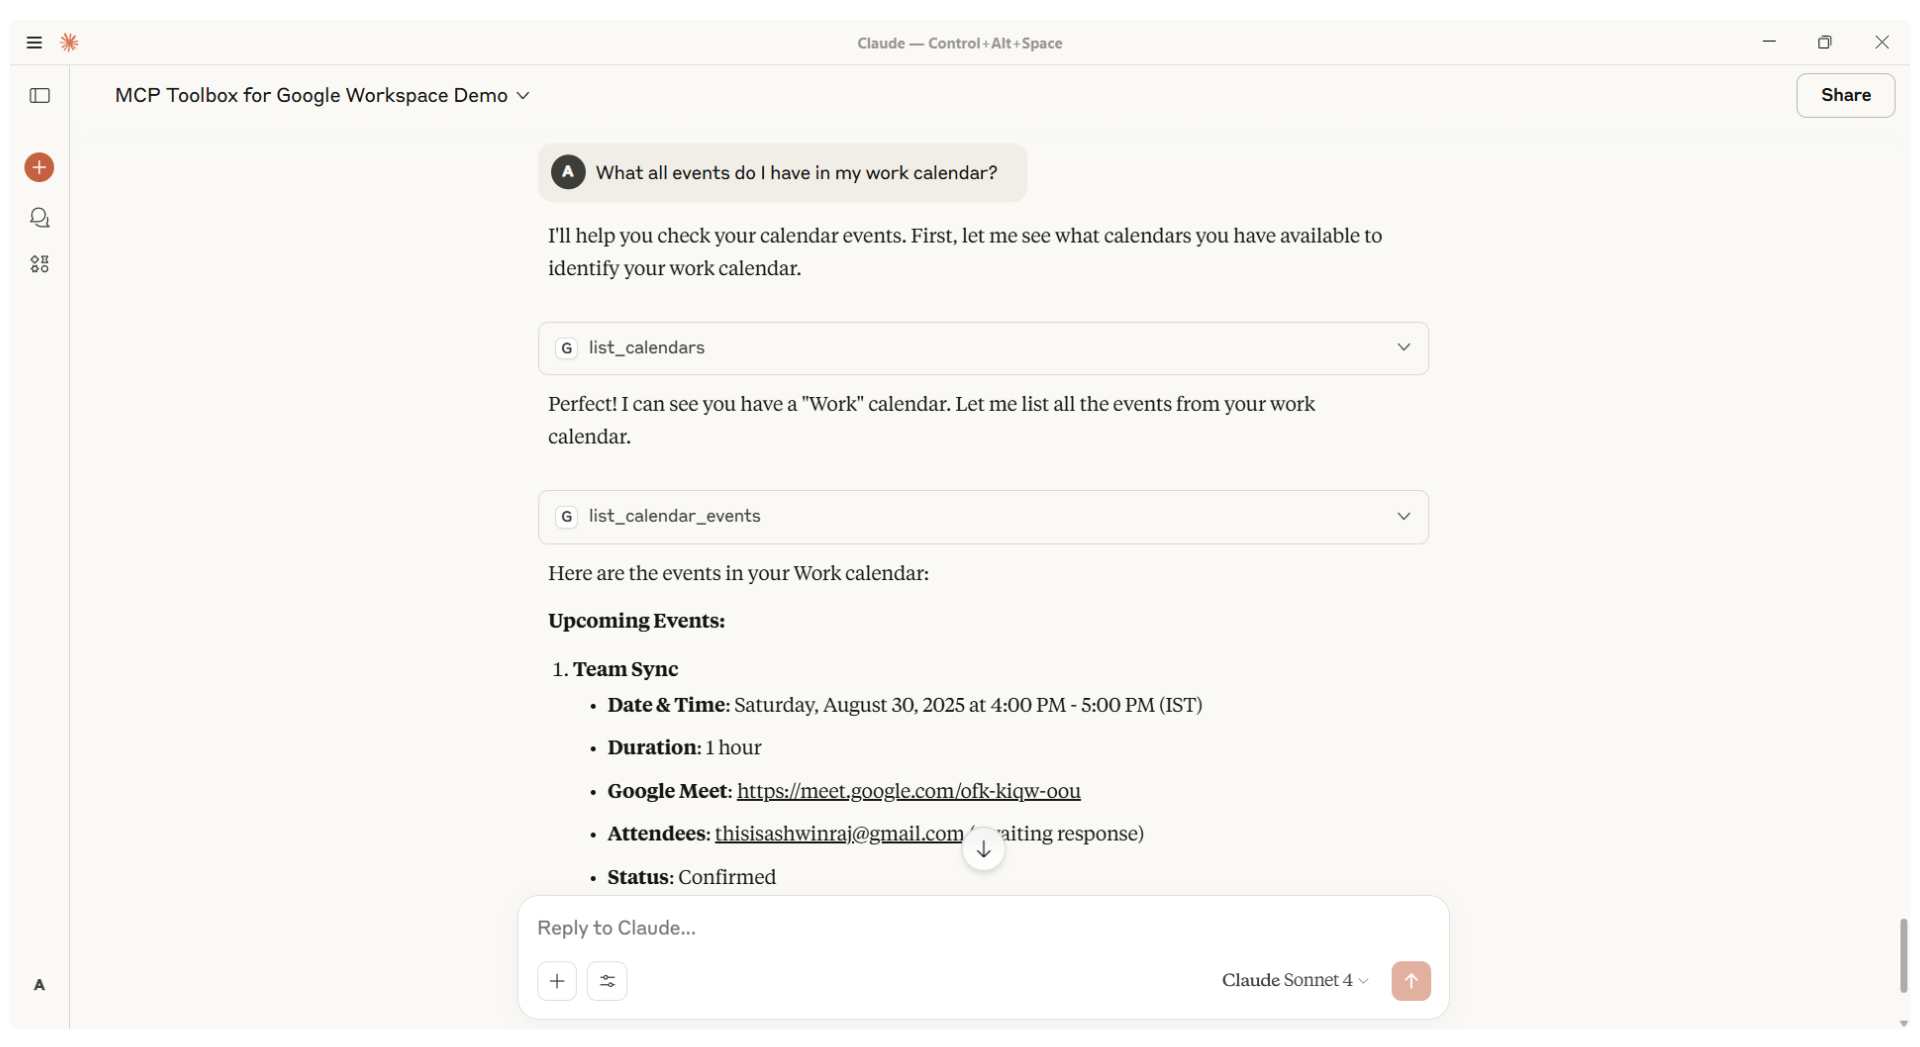 Claude — Control+Alt+Space
MCP Toolbox for Google Workspace Demo
Share
A
What all events do I have in my work calendar?
I'll help you check your calendar events. First, let me see what calendars you have available to
identify your work calendar.
G list_calendars
Perfect! I can see you have a "Work" calendar. Let me list all the events from your work
calendar.
G list_calendar_events
Here are the events in your Work calendar:
Upcoming Events:
1. Team Sync
• Date & Time: Saturday, August 30, 2025 at 4:00 PM - 5:00 PM (IST)
• Duration: 1 hour
• Google Meet: https://meet.google.com/ofk-kiqw-oou
• Attendees: thisisashwinraj@gmail.com response)
• Status: Confirmed
Reply to Claude...
Claude Sonnet 4
A